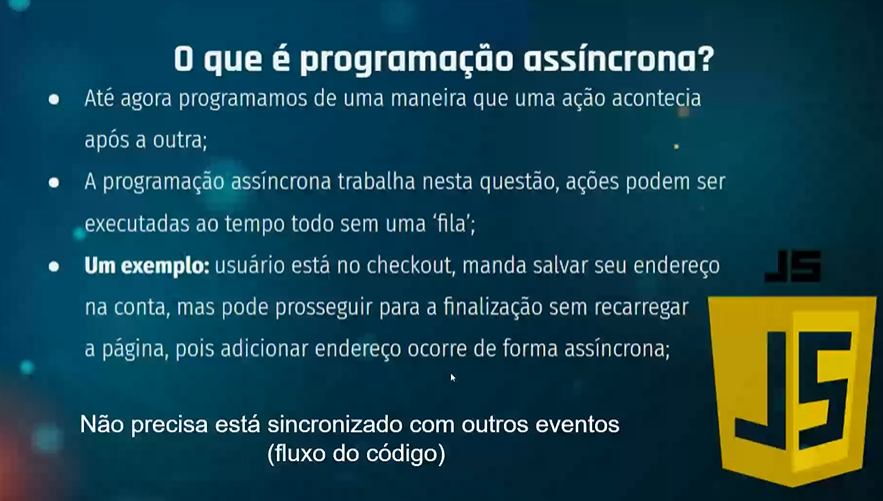 O que é programação assíncrona?
● Até agora programamos de uma maneira que uma ação acontecia
após a outra;
● A programação assíncrona trabalha nesta questão, ações podem ser
executadas ao tempo todo sem uma ‘fila’;
● Um exemplo: usuário está no checkout, manda salvar seu endereço
na conta, mas pode prosseguir para a finalização sem recarregar
a página, pois adicionar endereço ocorre de forma assíncrona;
JS
JS
Não precisa está sincronizado com outros eventos
(fluxo do código)